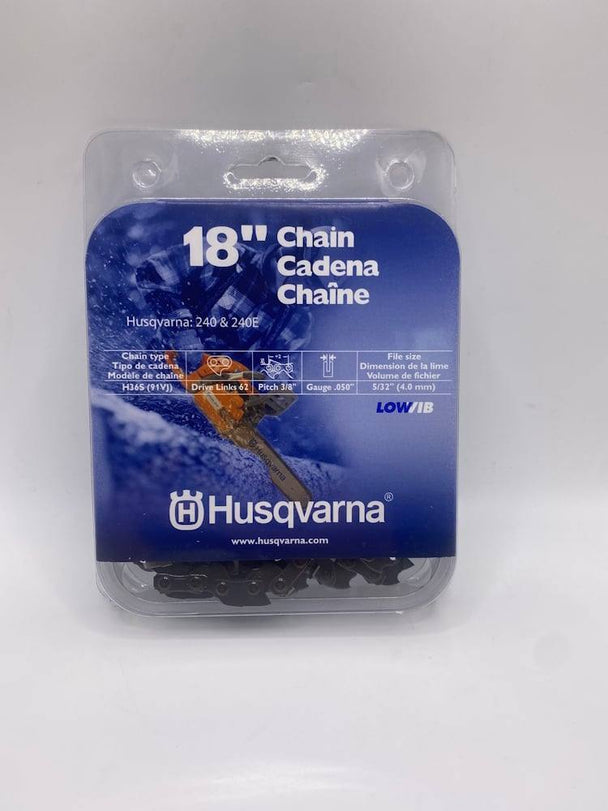 18" Chain
Cadena
Chaîne
Husqvarna: 240 & 240E
Chain type
Tipo de cadena
Modèle de chaîne
H36S (91VJ)
Drive Links 62
Pitch 3/8"
Gauge .050"
File size
Dimension de la lime
Volume de fichier
5/32" (4.0 mm)
LOWVIB
Husqvarna
H Husqvarna®
www.husqvarna.com